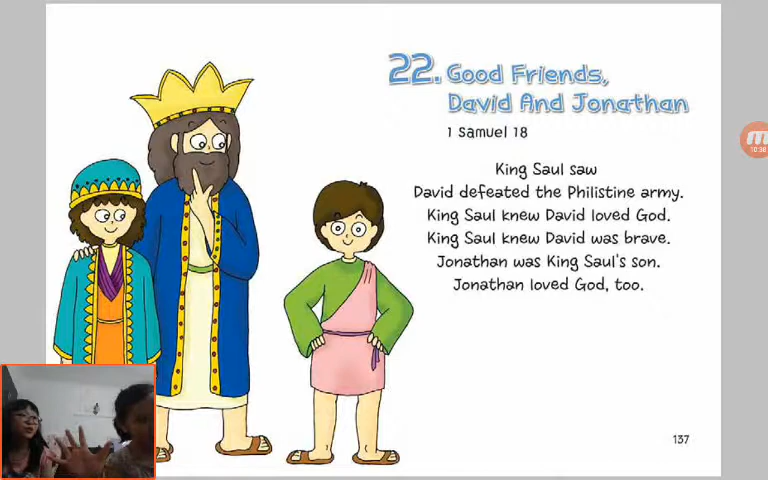 22. Good Friends,
David And Jonathan
1 Samuel 18
King Saul saw
David defeated the Philistine army.
King Saul knew David loved God.
King Saul knew David was brave.
Jonathan was King Saul's son.
Jonathan loved God, too.
137
10:38